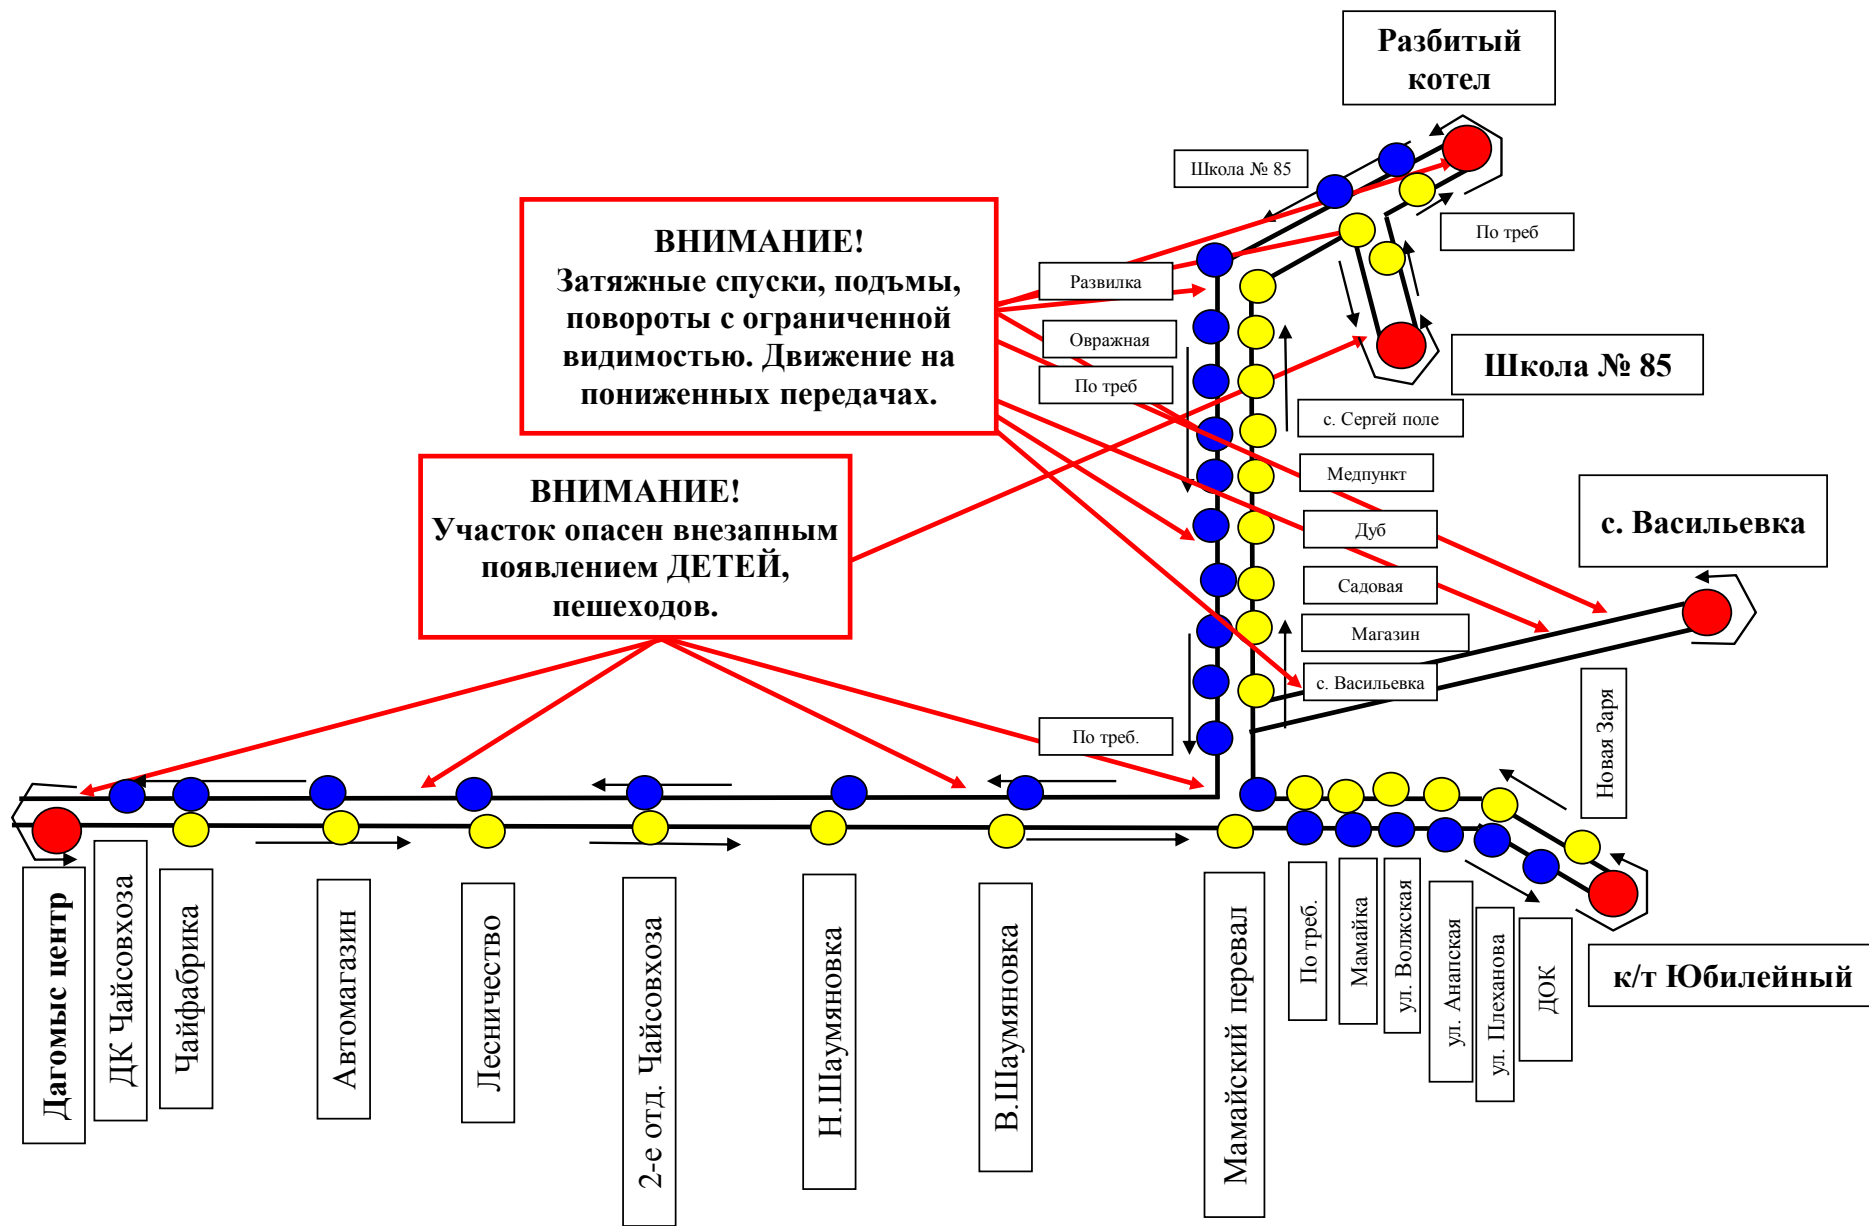 Разбитый
котел
Школа № 85
По треб
ВНИМАНИЕ!
Затяжные спуски, подъмы,
повороты с ограниченной
видимостью. Движение на
пониженных передачах.
Развилка
Овражная
По треб
Школа № 85
с. Сергей поле
Медпункт
Дуб
Садовая
Магазин
с. Васильевка
с. Васильевка
ВНИМАНИЕ!
Участок опасен внезапным
появлением ДЕТЕЙ,
пешеходов.
По треб.
Новая Заря
Дагомыс центр
ДК Чайсовхоза
Чайфабрика
Автомагазин
Лесничество
2-е отд. Чайсовхоза
Н.Шаумяновка
В.Шаумяновка
Мамайский перевал
По треб.
Мамайка
ул. Волжская
ул. Анапская
ул. Плеханова
ДОК
к/т Юбилейный